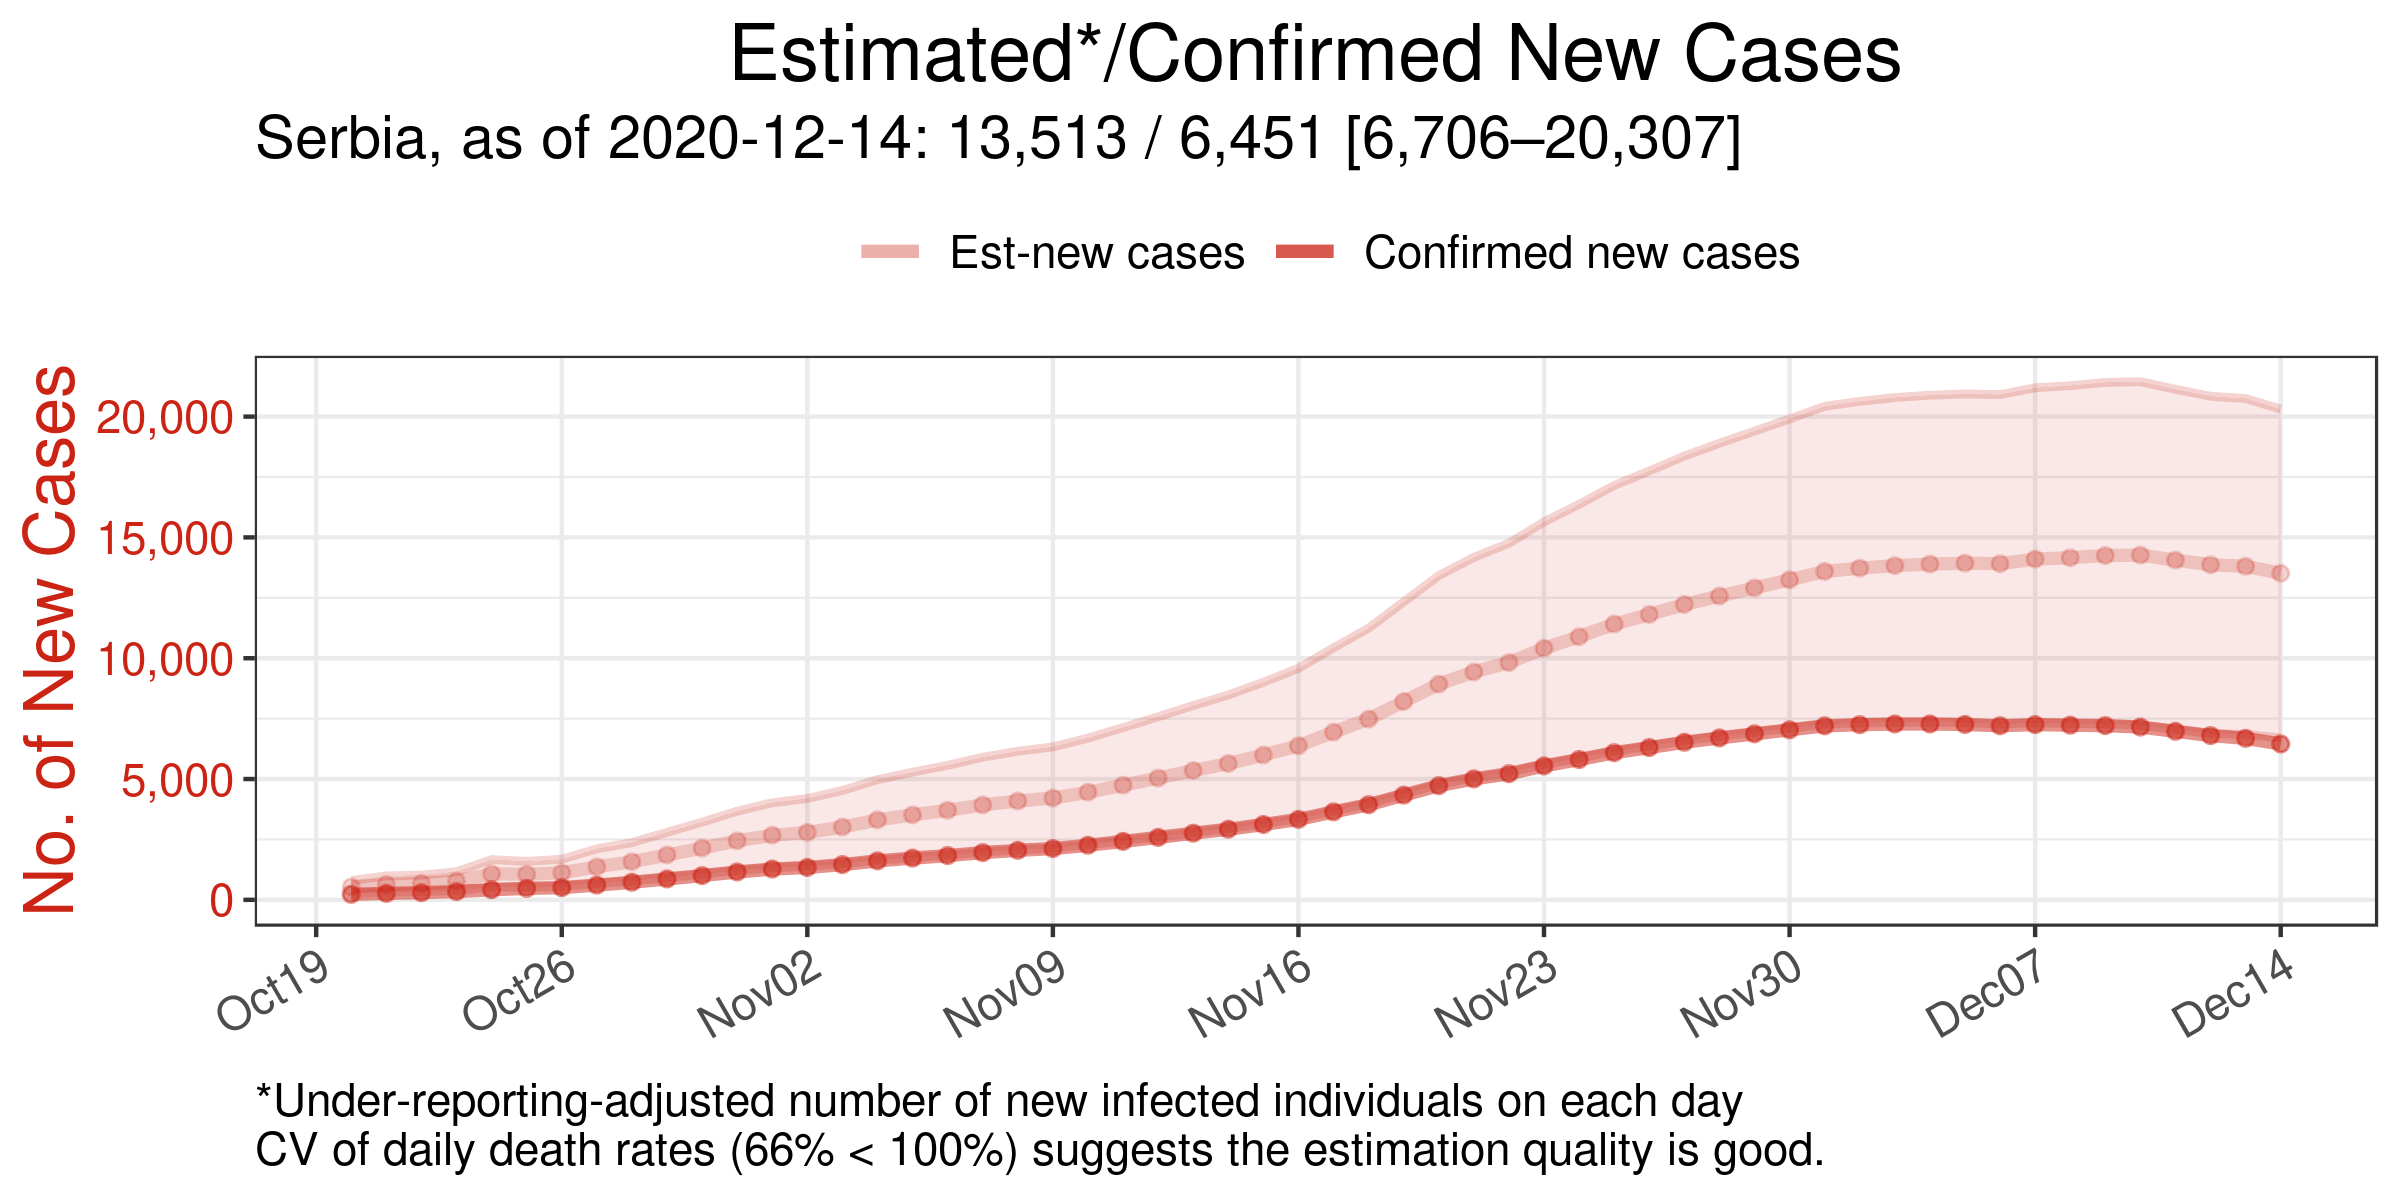 Estimated*/Confirmed New Cases
Serbia, as of 2020-12-14: 13,513 / 6,451 [6,706–20,307]
Est-new cases Confirmed new cases
No. of New Cases
20,000
15,000
10,000
5,000
0
Oct19 Oct26 Nov02 Nov09 Nov16 Nov23 Nov30 Dec07 Dec14
*Under-reporting-adjusted number of new infected individuals on each day
CV of daily death rates (66% < 100%) suggests the estimation quality is good.